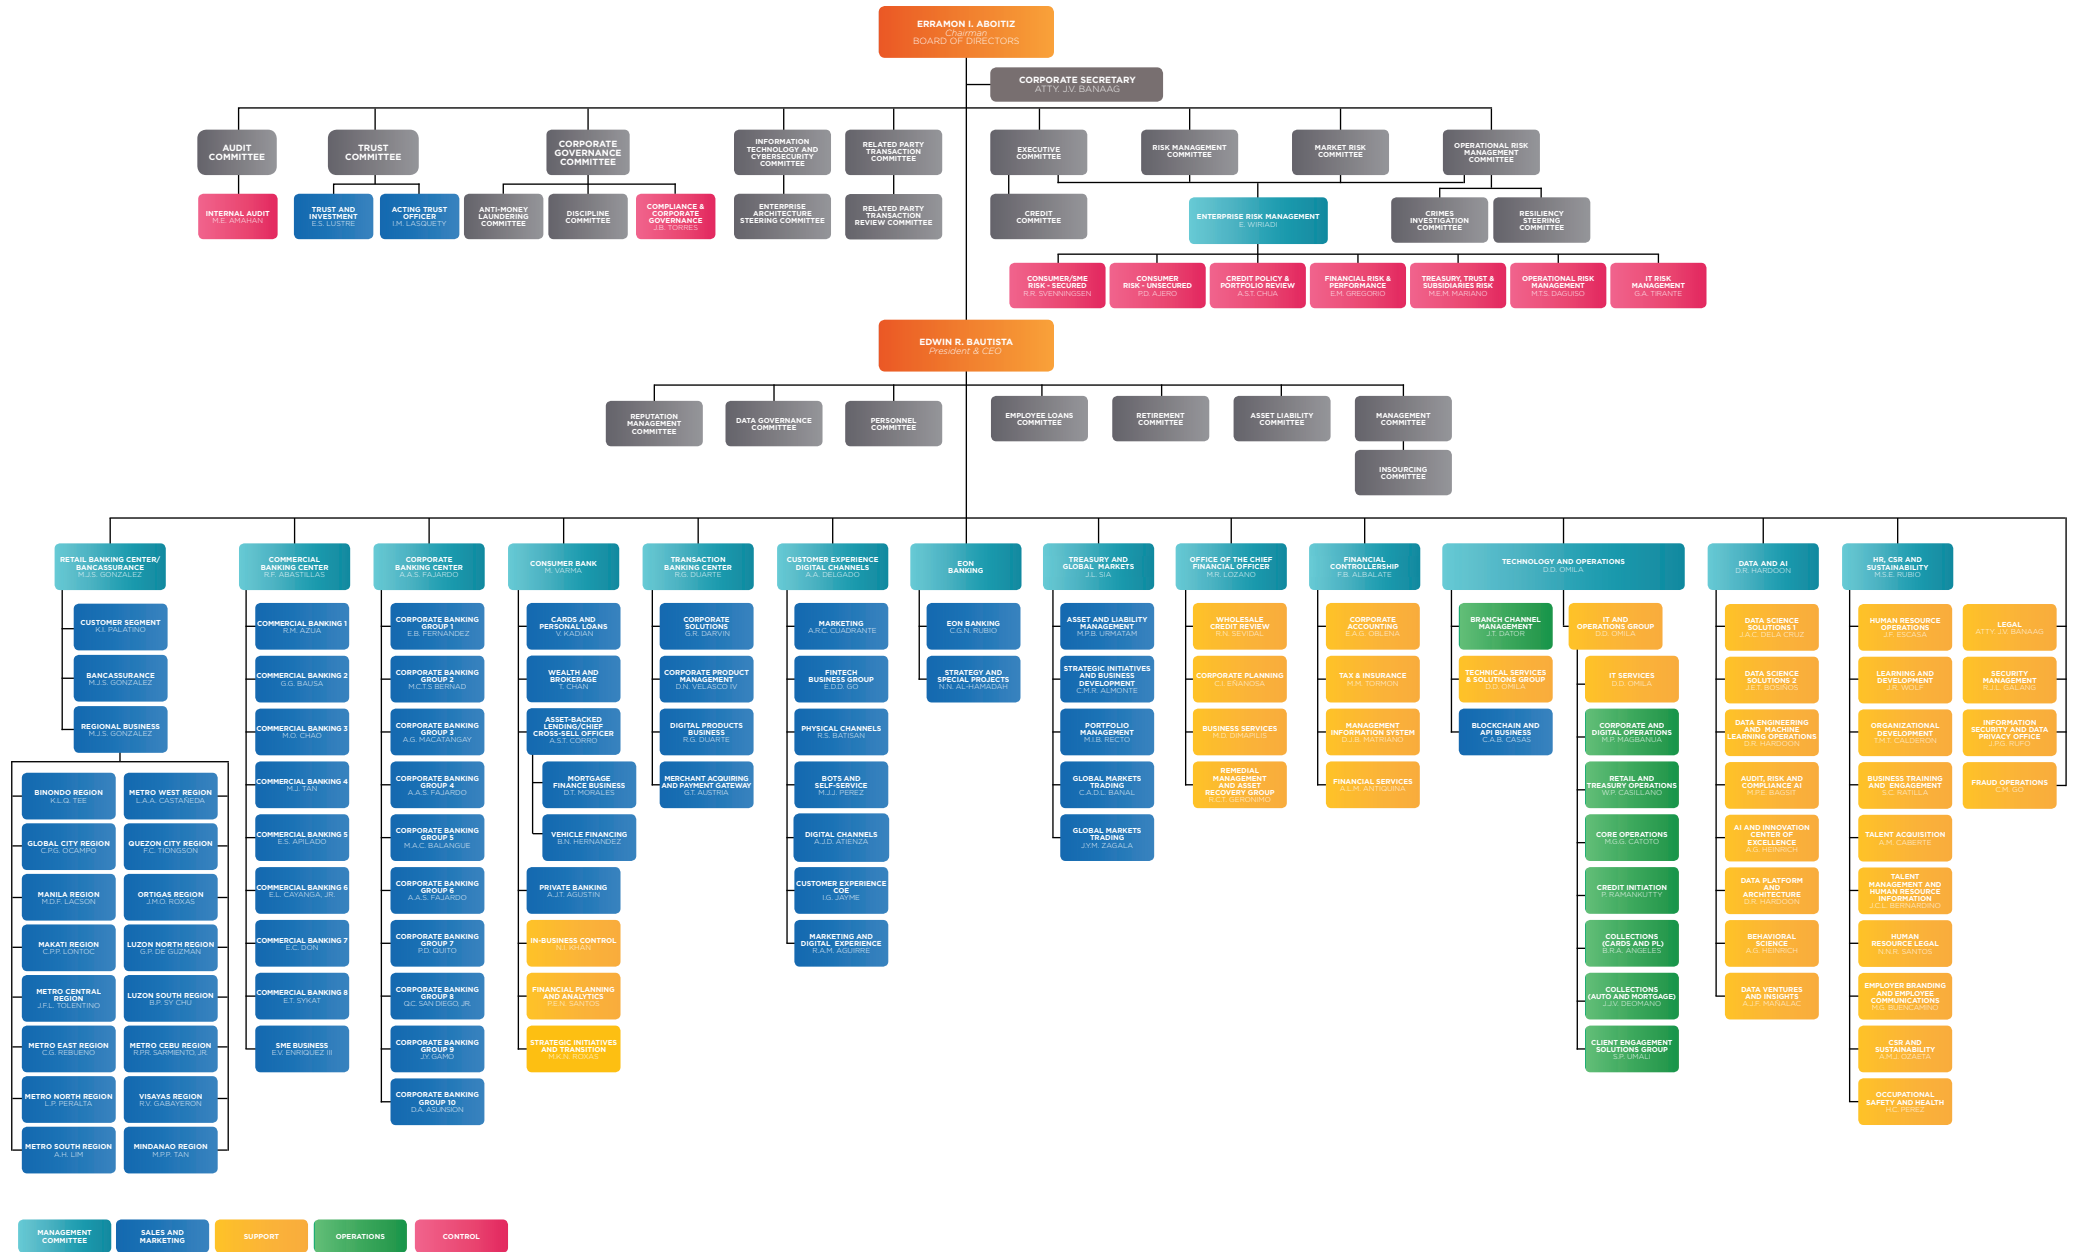 ERRAMON I. ABOITIZ
Chairman
BOARD OF DIRECTORS
CORPORATE SECRETARY
ATTY. J.V. BANAAG
AUDIT
COMMITTEE
TRUST
COMMITTEE
CORPORATE
GOVERNANCE
COMMITTEE
INFORMATION
TECHNOLOGY AND
CYBERSECURITY
COMMITTEE
RELATED PARTY
TRANSACTION
COMMITTEE
EXECUTIVE
COMMITTEE
RISK MANAGEMENT
COMMITTEE
MARKET RISK
COMMITTEE
OPERATIONAL RISK
MANAGEMENT
COMMITTEE
INTERNAL AUDIT
M.E. AMAHAN
TRUST AND
INVESTMENT
E.S. LUSTRE
ACTING TRUST
OFFICER
I.M. LASQUETY
ANTI-MONEY
LAUNDERING
COMMITTEE
DISCIPLINE
COMMITTEE
COMPLIANCE &
CORPORATE
GOVERNANCE
J.B. TORRES
ENTERPRISE
ARCHITECTURE
STEERING COMMITTEE
RELATED PARTY
TRANSACTION
REVIEW COMMITTEE
CREDIT
COMMITTEE
ENTERPRISE RISK MANAGEMENT
E. WIRIADI
CRIMES
INVESTIGATION
COMMITTEE
RESILIENCY
STEERING
COMMITTEE
CONSUMER/SME
RISK - SECURED
R.R. SVENNINGSEN
CONSUMER
RISK - UNSECURED
P.D. AJERO
CREDIT POLICY &
PORTFOLIO REVIEW
A.S.T. CHUA
FINANCIAL RISK &
PERFORMANCE
E.M. GREGORIO
TREASURY, TRUST &
SUBSIDIARIES RISK
M.E.M. MARIANO
OPERATIONAL RISK
MANAGEMENT
M.T.S. DAGUISO
IT RISK
MANAGEMENT
G.A. TIRANTE
EDWIN R. BAUTISTA
President & CEO
REPUTATION
MANAGEMENT
COMMITTEE
DATA GOVERNANCE
COMMITTEE
PERSONNEL
COMMITTEE
EMPLOYEE LOANS
COMMITTEE
RETIREMENT
COMMITTEE
ASSET LIABILITY
COMMITTEE
MANAGEMENT
COMMITTEE
INSOURCING
COMMITTEE
RETAIL BANKING CENTER/
BANCASSURANCE
M.J.S. GONZALEZ
CUSTOMER SEGMENT
K.I. PALATINO
BANCASSURANCE
M.J.S. GONZALEZ
REGIONAL BUSINESS
M.J.S. GONZALEZ
BINONDO REGION
K.L.Q. TEE
METRO WEST REGION
L.A.A. CASTAÑEDA
GLOBAL CITY REGION
C.P.G. OCAMPO
QUEZON CITY REGION
F.C. TIONGSON
MANILA REGION
M.D.F. LACSON
ORTIGAS REGION
J.M.O. ROXAS
MAKATI REGION
C.P.P. LONTOC
LUZON NORTH REGION
G.P. DE GUZMAN
METRO CENTRAL
REGION
J.F.L. TOLENTINO
LUZON SOUTH REGION
B.P. SY CHU
METRO EAST REGION
C.G. REBUENO
METRO CEBU REGION
R.P.R. SARMIENTO, JR.
METRO NORTH REGION
L.P. PERALTA
VISAYAS REGION
R.V. GABAYERON
METRO SOUTH REGION
A.H. LIM
MINDANAO REGION
M.P.P. TAN
COMMERCIAL
BANKING CENTER
R.F. ABASTILLAS
COMMERCIAL BANKING 1
R.M. AZUA
COMMERCIAL BANKING 2
G.G. BAUSA
COMMERCIAL BANKING 3
M.O. CHAO
COMMERCIAL BANKING 4
M.J. TAN
COMMERCIAL BANKING 5
E.S. APILADO
COMMERCIAL BANKING 6
E.L. CAYANGA, JR.
COMMERCIAL BANKING 7
E.C. DON
COMMERCIAL BANKING 8
E.T. SYKAT
SME BUSINESS
E.V. ENRIQUEZ III
CORPORATE
BANKING CENTER
A.A.S. FAJARDO
CORPORATE BANKING
GROUP 1
E.B. FERNANDEZ
CORPORATE BANKING
GROUP 2
M.C.T.S BERNAD
CORPORATE BANKING
GROUP 3
A.G. MACATANGAY
CORPORATE BANKING
GROUP 4
A.A.S. FAJARDO
CORPORATE BANKING
GROUP 5
M.A.C. BALANGUE
CORPORATE BANKING
GROUP 6
A.A.S. FAJARDO
CORPORATE BANKING
GROUP 7
P.D. QUITO
CORPORATE BANKING
GROUP 8
Q.C. SAN DIEGO, JR.
CORPORATE BANKING
GROUP 9
J.Y. GAMO
CORPORATE BANKING
GROUP 10
D.A. ASUNSION
CONSUMER BANK
M. VARMA
CARDS AND
PERSONAL LOANS
V. KADIAN
WEALTH AND
BROKERAGE
T. CHAN
ASSET-BACKED
LENDING/CHIEF
CROSS-SELL OFFICER
A.S.T. CORRO
MORTGAGE
FINANCE BUSINESS
D.T. MORALES
VEHICLE FINANCING
B.N. HERNANDEZ
PRIVATE BANKING
A.J.T. AGUSTIN
IN-BUSINESS CONTROL
N.I. KHAN
FINANCIAL PLANNING
AND ANALYTICS
P.E.N. SANTOS
STRATEGIC INITIATIVES
AND TRANSITION
M.K.N. ROXAS
TRANSACTION
BANKING CENTER
R.G. DUARTE
CORPORATE
SOLUTIONS
G.R. DARVIN
CORPORATE PRODUCT
MANAGEMENT
D.N. VELASCO IV
DIGITAL PRODUCTS
BUSINESS
R.G. DUARTE
MERCHANT ACQUIRING
AND PAYMENT GATEWAY
G.T. AUSTRIA
CUSTOMER EXPERIENCE
DIGITAL CHANNELS
A.A. DELGADO
MARKETING
A.R.C. CUADRANTE
FINTECH
BUSINESS GROUP
E.D.D. GO
PHYSICAL CHANNELS
R.S. BATISAN
BOTS AND
SELF-SERVICE
M.J.J. PEREZ
DIGITAL CHANNELS
A.J.D. ATIENZA
CUSTOMER EXPERIENCE
COE
I.G. JAYME
MARKETING AND
DIGITAL EXPERIENCE
R.A.M. AGUIRRE
EON
BANKING
EON BANKING
C.G.N. RUBIO
STRATEGY AND
SPECIAL PROJECTS
N.N. AL-HAMADAH
TREASURY AND
GLOBAL MARKETS
J.L. SIA
ASSET AND LIABILITY
MANAGEMENT
M.P.B. URMATAM
STRATEGIC INITIATIVES
AND BUSINESS
DEVELOPMENT
C.M.R. ALMONTE
PORTFOLIO
MANAGEMENT
M.I.B. RECTO
GLOBAL MARKETS
TRADING
C.A.D.L. BANAL
GLOBAL MARKETS
TRADING
J.Y.M. ZAGALA
OFFICE OF THE CHIEF
FINANCIAL OFFICER
M.R. LOZANO
WHOLESALE
CREDIT REVIEW
R.N. SEVIDAL
CORPORATE PLANNING
C.I. EÑANOSA
BUSINESS SERVICES
M.D. DIMAPILIS
REMEDIAL
MANAGEMENT
AND ASSET
RECOVERY GROUP
R.C.T. GERONIMO
FINANCIAL
CONTROLLERSHIP
F.B. ALBALATE
CORPORATE
ACCOUNTING
E.A.G. OBLENA
TAX & INSURANCE
M.M. TORMON
MANAGEMENT
INFORMATION SYSTEM
D.J.B. MATRIANO
FINANCIAL SERVICES
A.L.M. ANTIQUINA
TECHNOLOGY AND OPERATIONS
D.D. OMILA
BRANCH CHANNEL
MANAGEMENT
J.T. DATOR
TECHNICAL SERVICES
& SOLUTIONS GROUP
D.D. OMILA
BLOCKCHAIN AND
API BUSINESS
C.A.B. CASAS
IT AND
OPERATIONS GROUP
D.D. OMILA
IT SERVICES
D.D. OMILA
CORPORATE AND
DIGITAL OPERATIONS
M.P. MAGBANUA
RETAIL AND
TREASURY OPERATIONS
W.P. CASILLANO
CORE OPERATIONS
M.G.G. CATOTO
CREDIT INITIATION
P. RAMANKUTTY
COLLECTIONS
(CARDS AND PL)
B.R.A. ANGELES
COLLECTIONS
(AUTO AND MORTGAGE)
J.J.V. DEOMANO
CLIENT ENGAGEMENT
SOLUTIONS GROUP
S.P. UMALI
DATA AND AI
D.R. HARDOON
DATA SCIENCE
SOLUTIONS 1
J.A.C. DELA CRUZ
DATA SCIENCE
SOLUTIONS 2
J.E.T. BOSIÑOS
DATA ENGINEERING
AND MACHINE
LEARNING OPERATIONS
D.R. HARDOON
AUDIT, RISK AND
COMPLIANCE AI
M.P.E. BAGSIT
AI AND INNOVATION
CENTER OF
EXCELLENCE
A.G. HEINRICH
DATA PLATFORM
AND
ARCHITECTURE
D.R. HARDOON
BEHAVIORAL
SCIENCE
A.G. HEINRICH
DATA VENTURES
AND INSIGHTS
A.J.P. MAÑALAC
HR, CSR AND
SUSTAINABILITY
M.S.E. RUBIO
HUMAN RESOURCE
OPERATIONS
J.P. ESCASA
LEARNING AND
DEVELOPMENT
J.R. WOLF
ORGANIZATIONAL
DEVELOPMENT
T.M.T. CALDERON
BUSINESS TRAINING
AND ENGAGEMENT
S.C. RATILLA
TALENT ACQUISITION
A.M. CABERTE
TALENT
MANAGEMENT AND
HUMAN RESOURCE
INFORMATION
J.C.L. BERNARDINO
HUMAN
RESOURCE LEGAL
N.N.R. SANTOS
EMPLOYER BRANDING
AND EMPLOYEE
COMMUNICATIONS
M.G. BUENCAMINO
CSR AND
SUSTAINABILITY
A.M.J. OZAETA
OCCUPATIONAL
SAFETY AND HEALTH
H.C. PEREZ
LEGAL
ATTY. J.V. BANAAG
SECURITY
MANAGEMENT
R.J.L. GALANG
INFORMATION
SECURITY AND DATA
PRIVACY OFFICE
J.P.G. RUFO
FRAUD OPERATIONS
C.M. GO
MANAGEMENT
COMMITTEE
SALES AND
MARKETING
SUPPORT
OPERATIONS
CONTROL